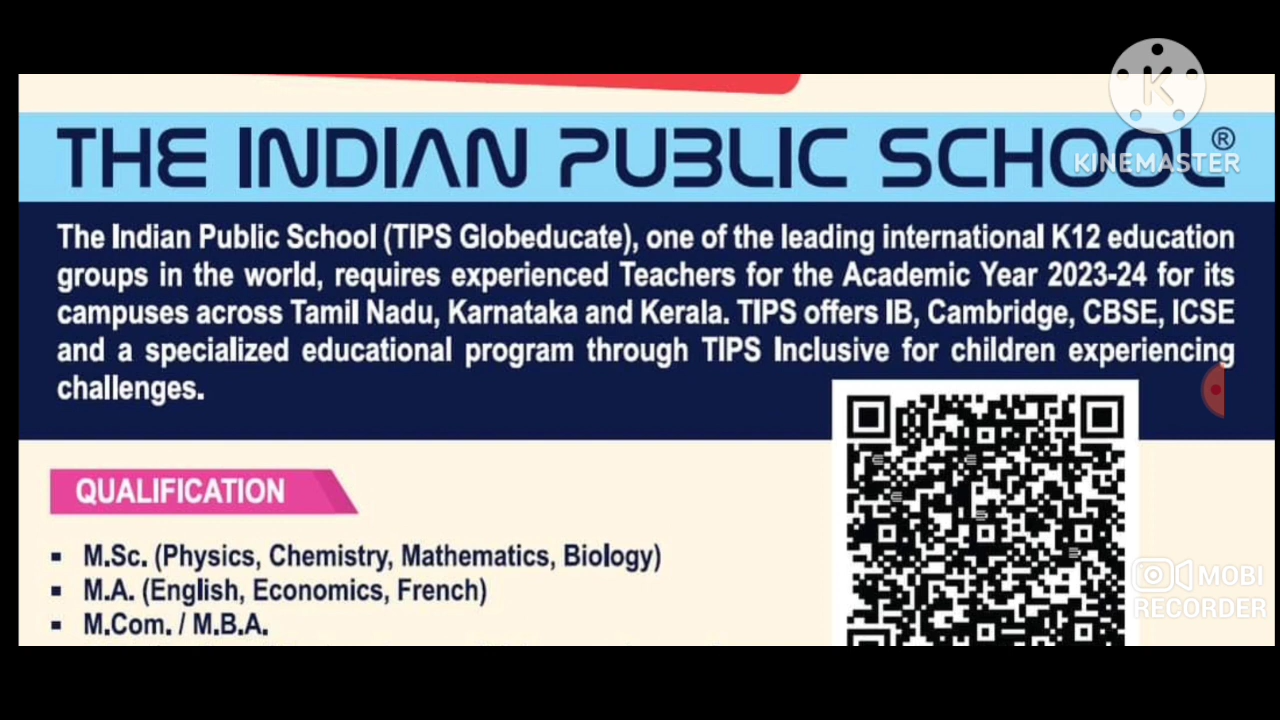 THE INDIAN PUBLIC SCHOOL®
KINEMASTER
The Indian Public School (TIPS Globeducate), one of the leading international K12 education
groups in the world, requires experienced Teachers for the Academic Year 2023-24 for its
campuses across Tamil Nadu, Karnataka and Kerala. TIPS offers IB, Cambridge, CBSE, ICSE
and a specialized educational program through TIPS Inclusive for children experiencing
challenges.
QUALIFICATION
▪ M.Sc. (Physics, Chemistry, Mathematics, Biology)
▪ M.A. (English, Economics, French)
▪ M.Com. / M.B.A.
MOBI
RECORDER